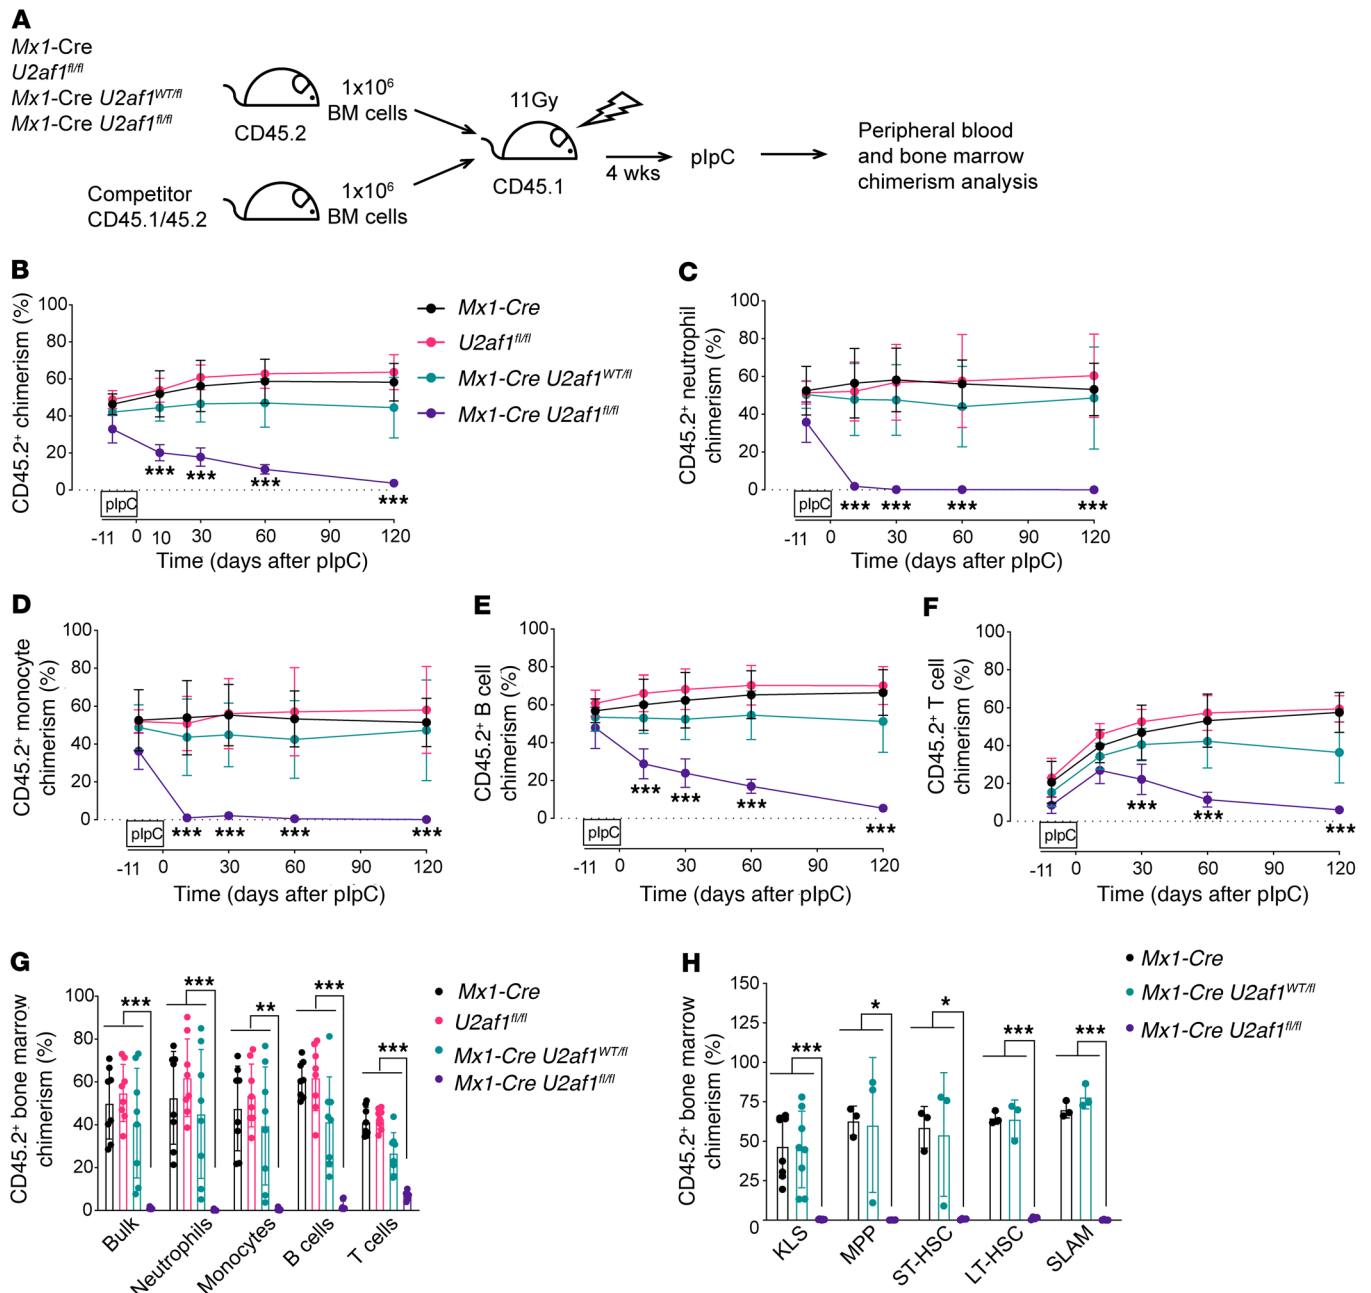 A
Mx1-Cre
U2af1fl/fl
Mx1-Cre U2af1WT/fl
Mx1-Cre U2af1fl/fl
CD45.2
1x10⁶
BM cells
Competitor
CD45.1/45.2
1x10⁶
BM cells
11Gy
CD45.1
4 wks
pIpC
Peripheral blood
and bone marrow
chimerism analysis
B
CD45.2⁺ chimerism (%)
100
80
60
40
20
0
*** *** *** ***
pIpC
-11 0 10 30 60 90 120
Time (days after pIpC)
Mx1-Cre
U2af1fl/fl
Mx1-Cre U2af1WT/fl
Mx1-Cre U2af1fl/fl
C
CD45.2⁺ neutrophil
chimerism (%)
100
80
60
40
20
0
*** *** *** ***
pIpC
-11 0 30 60 90 120
Time (days after pIpC)
D
CD45.2⁺ monocyte
chimerism (%)
100
80
60
40
20
0
*** *** *** ***
pIpC
-11 0 30 60 90 120
Time (days after pIpC)
E
CD45.2⁺ B cell
chimerism (%)
100
80
60
40
20
0
*** *** *** ***
pIpC
-11 0 30 60 90 120
Time (days after pIpC)
F
CD45.2⁺ T cell
chimerism (%)
100
80
60
40
20
0
*** *** ***
pIpC
-11 0 30 60 90 120
Time (days after pIpC)
G
CD45.2⁺ bone marrow
chimerism (%)
100
80
60
40
20
0
*** *** ** *** ***
Bulk Neutrophils Monocytes B cells T cells
Mx1-Cre
U2af1fl/fl
Mx1-Cre U2af1WT/fl
Mx1-Cre U2af1fl/fl
H
CD45.2⁺ bone marrow
chimerism (%)
150
125
100
75
50
25
0
*** * * *** ***
KLS MPP ST-HSC LT-HSC SLAM
Mx1-Cre
Mx1-Cre U2af1WT/fl
Mx1-Cre U2af1fl/fl